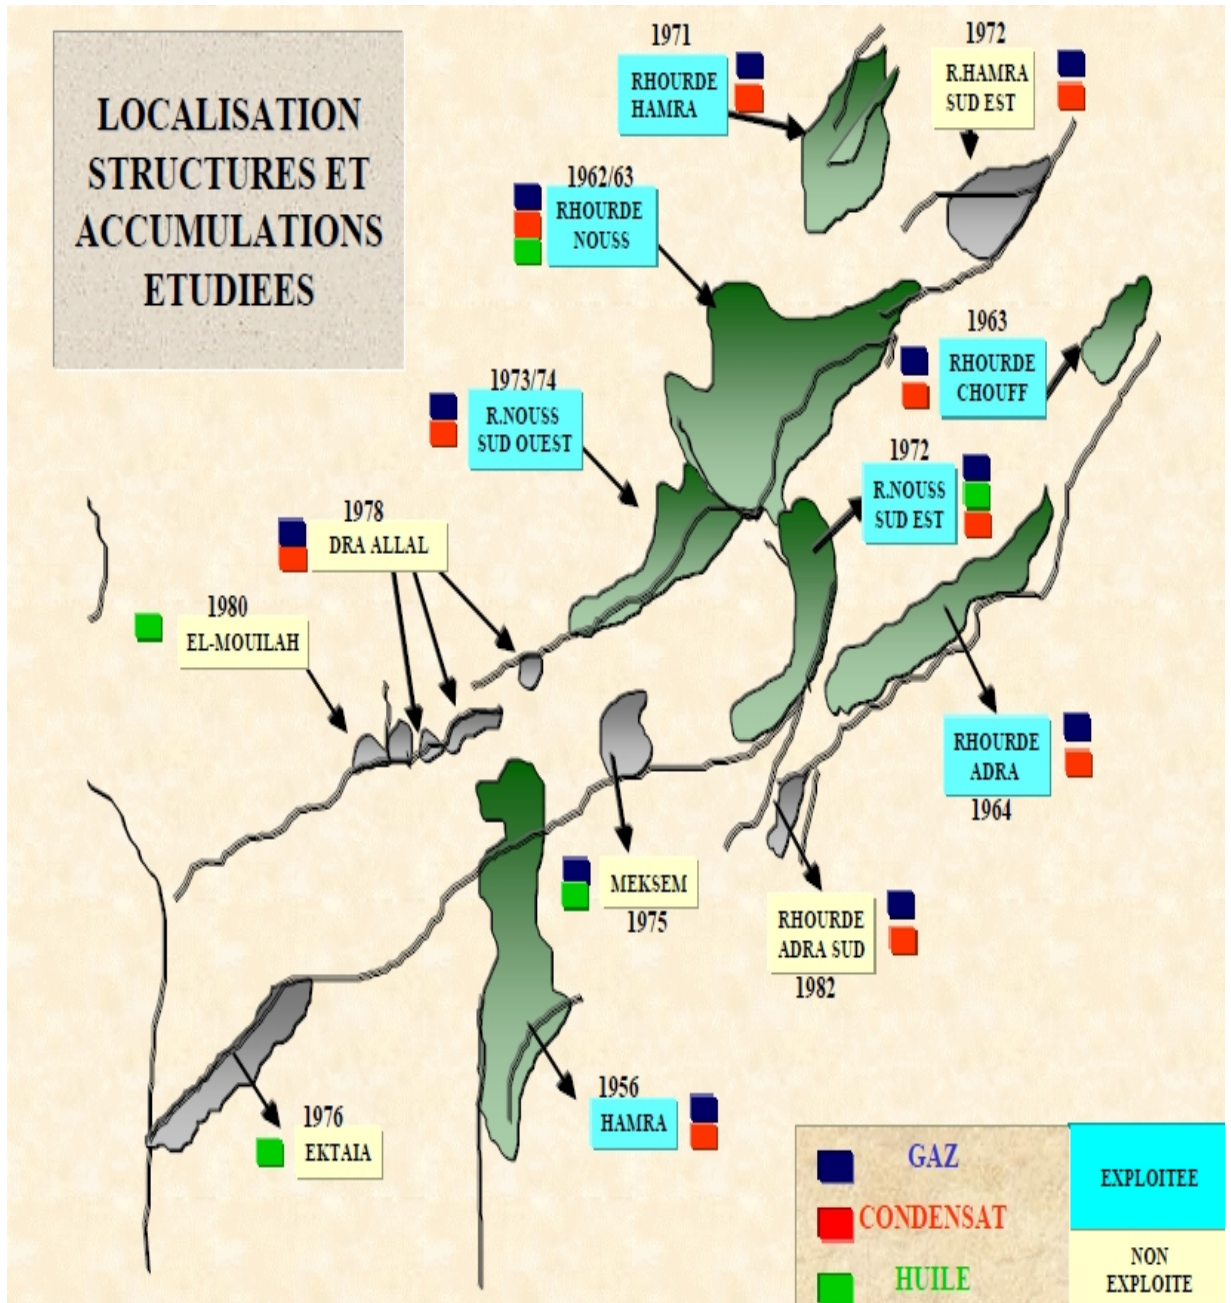 LOCALISATION
STRUCTURES ET
ACCUMULATIONS
ETUDIEES
1971
RHOURDE
HAMRA
1972
R.HAMRA
SUD EST
1962/63
RHOURDE
NOUSS
1963
RHOURDE
CHOUFF
1973/74
R.NOUSS
SUD OUEST
1972
R.NOUSS
SUD EST
1978
DRA ALLAL
1980
EL-MOUILAH
RHOURDE
ADRA
1964
MEKSEM
1975
RHOURDE
ADRA SUD
1982
1956
HAMRA
1976
EKTAIA
GAZ
CONDENSAT
HUILE
EXPLOITEE
NON
EXPLOITE